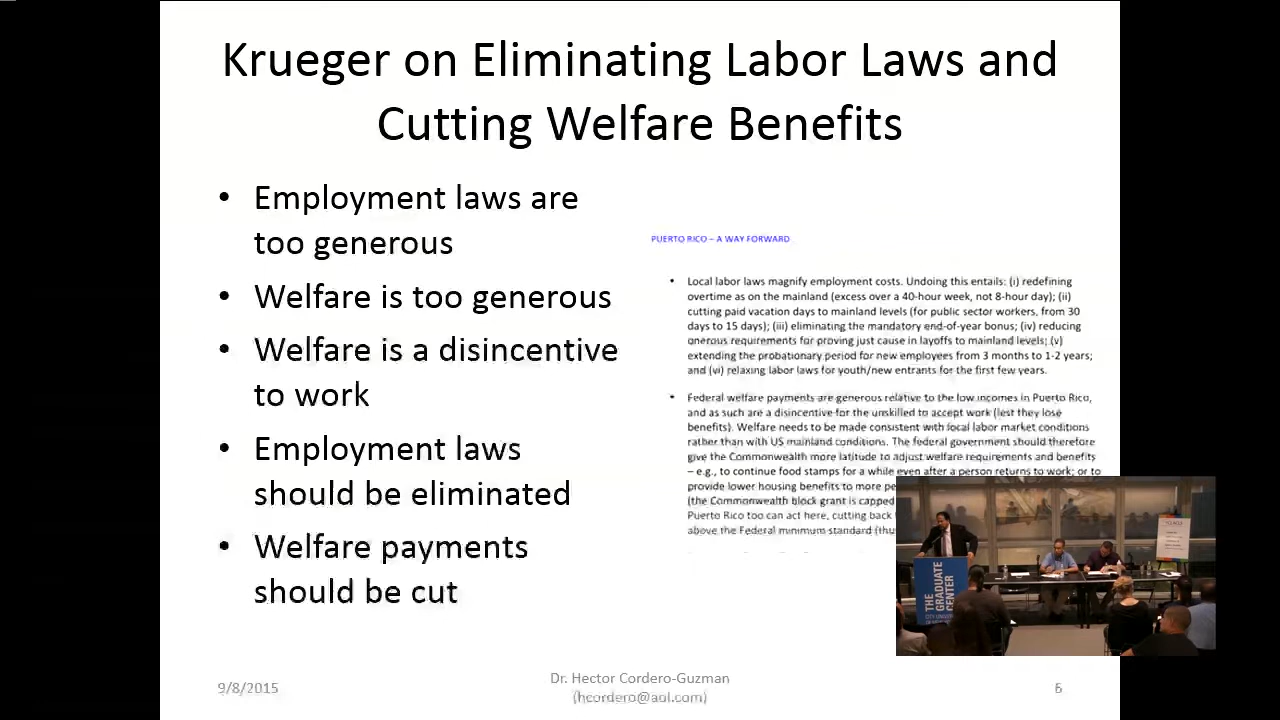 Krueger on Eliminating Labor Laws and
Cutting Welfare Benefits
• Employment laws are
too generous
• Welfare is too generous
• Welfare is a disincentive
to work
• Employment laws
should be eliminated
• Welfare payments
should be cut
PUERTO RICO – A WAY FORWARD
• Local labor laws magnify employment costs. Undoing this entails: (i) redefining
overtime as on the mainland (excess over a 40-hour week, not 8-hour day); (ii)
cutting paid vacation days to mainland levels (for public sector workers, from 30
days to 15 days); (iii) eliminating the mandatory end-of-year bonus; (iv) reducing
onerous requirements for proving just cause in layoffs to mainland levels; (v)
extending the probationary period for new employees from 3 months to 1-2 years;
and (vi) relaxing labor laws for youth/new entrants for the first few years.
• Federal welfare payments are generous relative to the low incomes in Puerto Rico,
and as such are a disincentive for the unskilled to accept work (lest they lose
benefits). Welfare needs to be made consistent with local labor market conditions
rather than with US mainland conditions. The federal government should therefore
give the Commonwealth more latitude to adjust welfare requirements and benefits
– e.g., to continue food stamps for a while even after a person returns to work; or to
provide lower housing benefits to more pe
(the Commonwealth block grant is capped
Puerto Rico too can act here, cutting back
above the Federal minimum standard (thus
THE
GRADUATE
CENTER
9/8/2015
Dr. Hector Cordero-Guzman
(hcordero@aol.com)
6